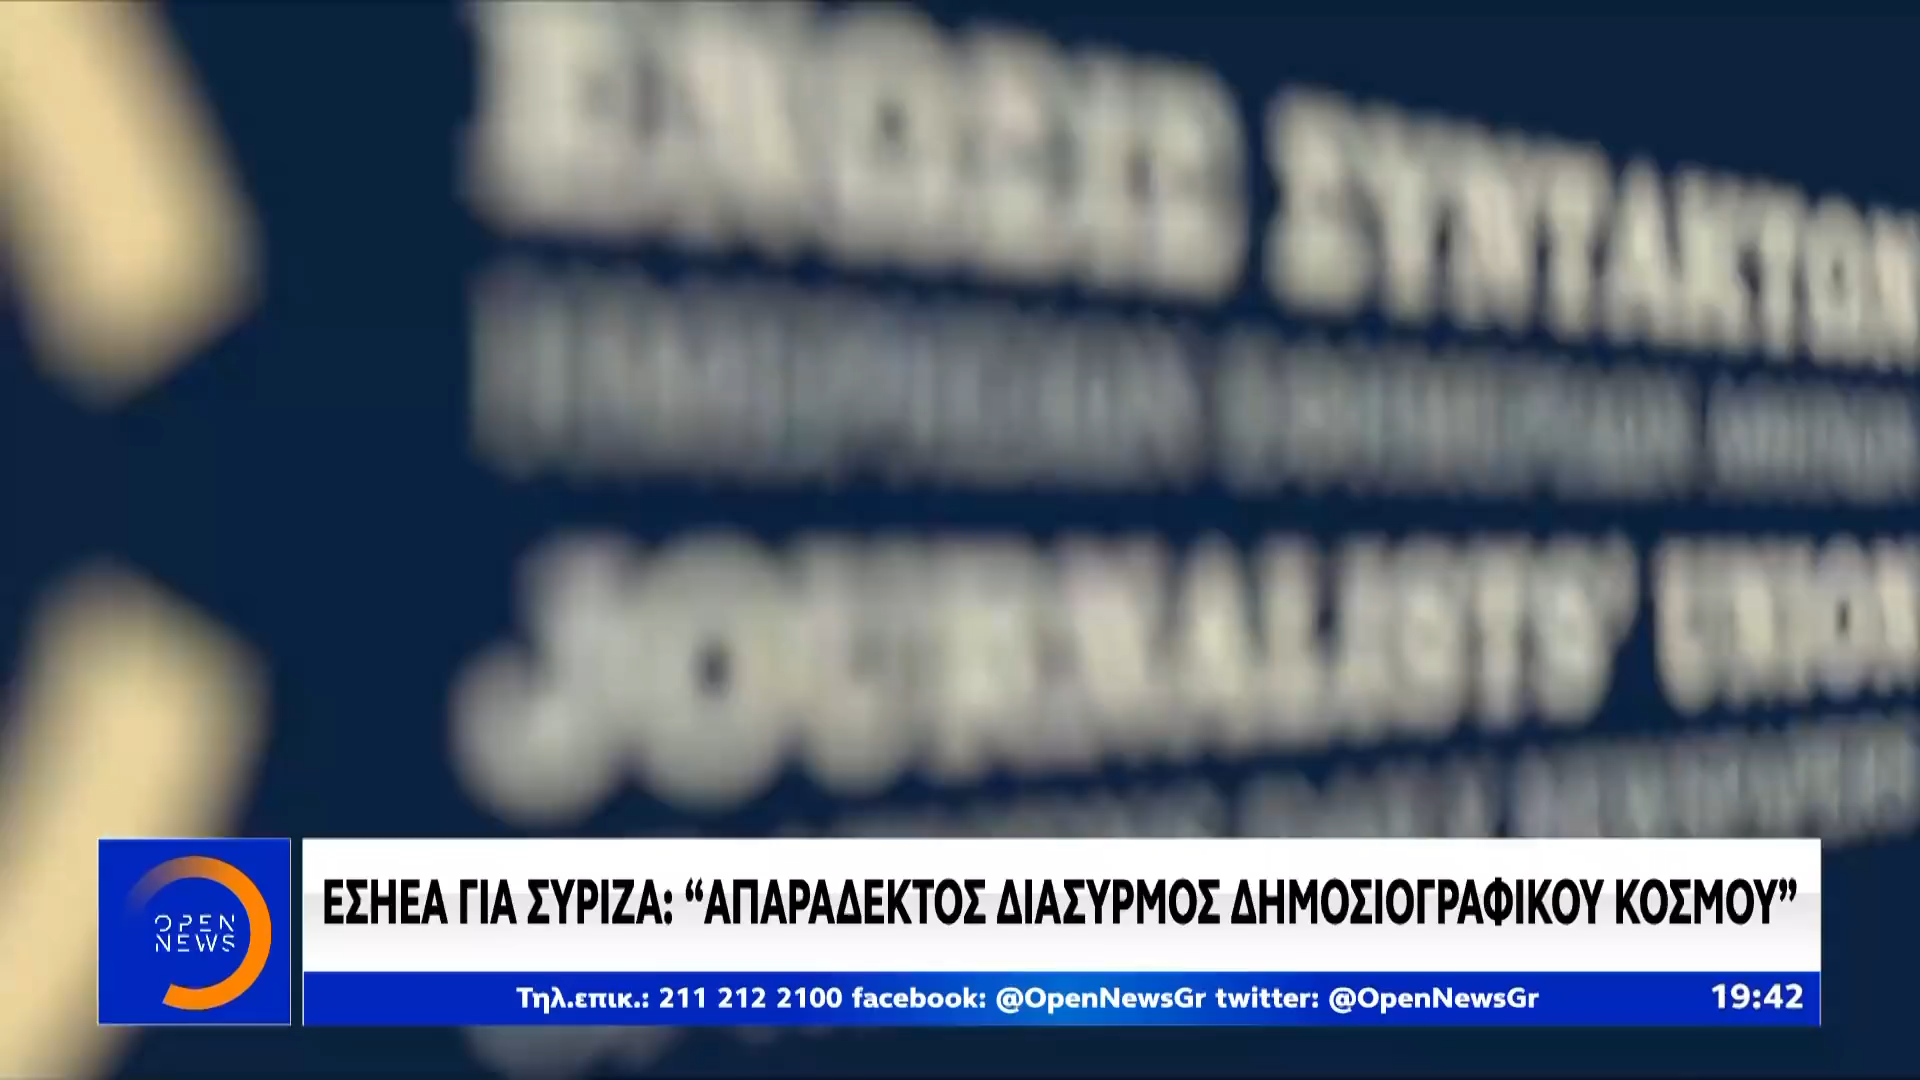 ΕΝΩΣΙΣ ΣΥΝΤΑΚΤΩΝ
JOURNALISTS' UNION
ΕΣΗΕΑ ΓΙΑ ΣΥΡΙΖΑ: “ΑΠΑΡΑΔΕΚΤΟΣ ΔΙΑΣΥΡΜΟΣ ΔΗΜΟΣΙΟΓΡΑΦΙΚΟΥ ΚΟΣΜΟΥ”
OPEN
NEWS
Τηλ.επικ.: 211 212 2100 facebook: @OpenNewsGr twitter: @OpenNewsGr 19:42